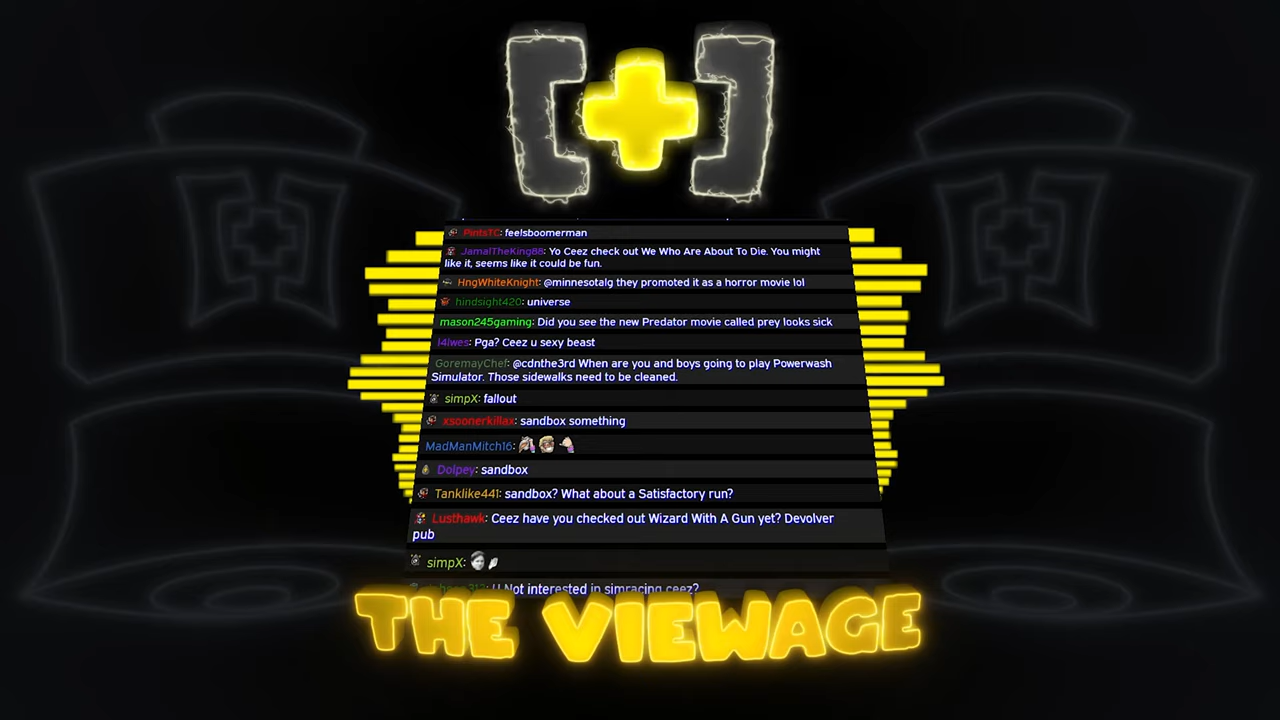 PintsTC: feelsboomerman
JamalTheKing88: Yo Ceez check out We Who Are About To Die. You might
like it, seems like it could be fun.
HngWhiteKnight: @minnesotalg they promoted it as a horror movie lol
hindsight420: universe
mason245gaming: Did you see the new Predator movie called prey looks sick
l4lwes: Pga? Ceez u sexy beast
GoremayChef: @cdnthe3rd When are you and boys going to play Powerwash
Simulator. Those sidewalks need to be cleaned.
simpX: fallout
xsoonerkillax: sandbox something
MadManMitch16:
Dolpey: sandbox
Tanklike441: sandbox? What about a Satisfactory run?
Lusthawk: Ceez have you checked out Wizard With A Gun yet? Devolver
pub
simpX:
Not interested in simracing ceez?
THE VIEWAGE